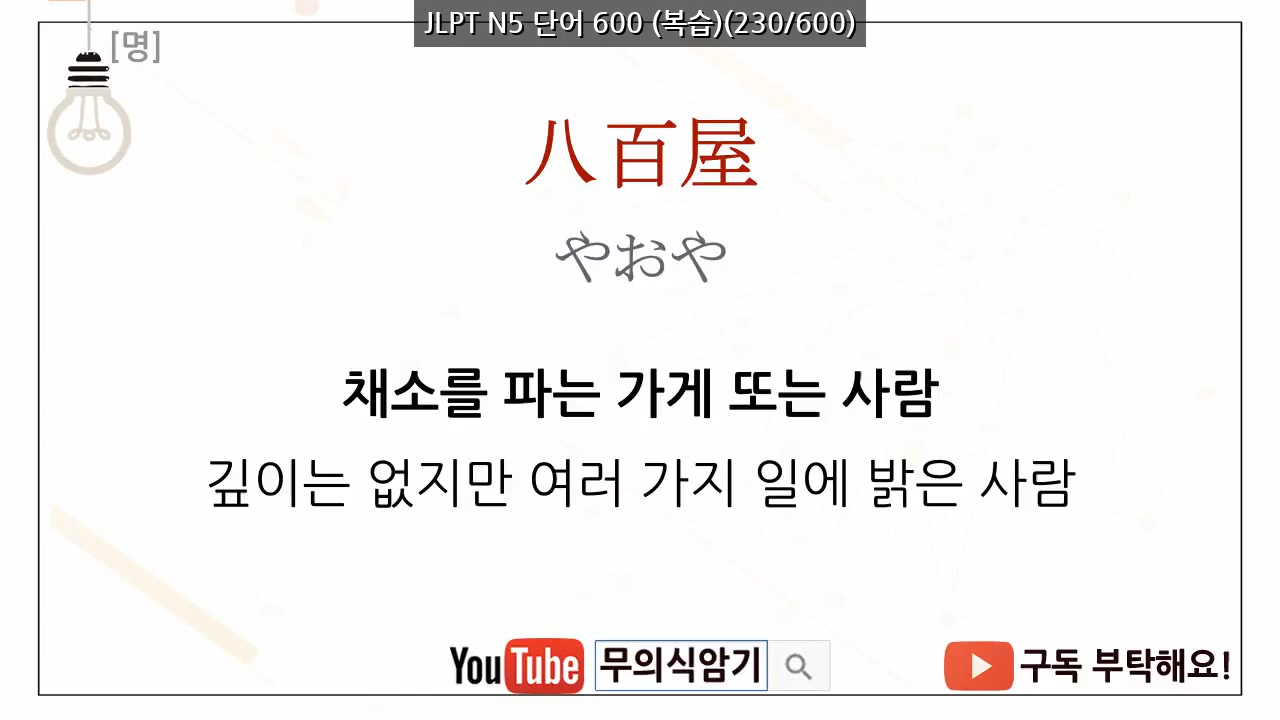 JLPT N5 단어 600 (복습)(230/600)
[명]
八百屋
やおや
채소를 파는 가게 또는 사람
깊이는 없지만 여러 가지 일에 밝은 사람
YouTube 무의식암기 구독 부탁해요!